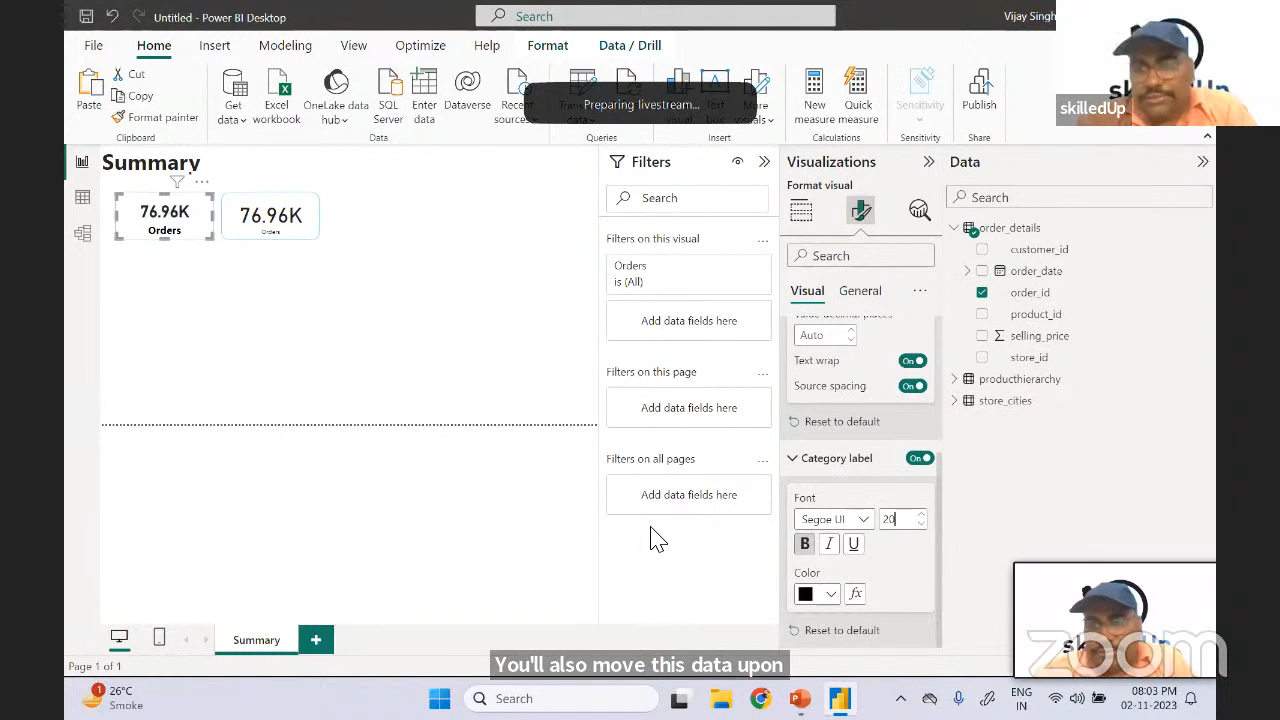 Untitled - Power BI Desktop
Search
Vijay Singh
File
Home
Insert
Modeling
View
Optimize
Help
Format
Data / Drill
Paste
Cut
Copy
Format painter
Get data
Excel workbook
OneLake data hub
SQL Server
Enter data
Dataverse
Recent sources
Preparing livestream...
New measure
Quick measure
Sensitivity
Publish
skilledUp
Clipboard
Queries
Insert
Calculations
Sensitivity
Share
Summary
76.96K
Orders
76.96K
Orders
Filters
Search
Filters on this visual
Orders
is (All)
Add data fields here
Filters on this page
Add data fields here
Filters on all pages
Add data fields here
Visualizations
Format visual
Search
Visual
General
Value decimal places
Auto
Text wrap
On
Source spacing
On
Reset to default
Category label
On
Font
Segoe UI
20
B
I
U
Color
fx
Reset to default
Data
Search
order_details
customer_id
order_date
order_id
product_id
selling_price
store_id
producthierarchy
store_cities
Summary
Page 1 of 1
You'll also move this data upon
zoom
1
26°C
Smoke
Search
ENG
IN
08:03 PM
02-11-2023